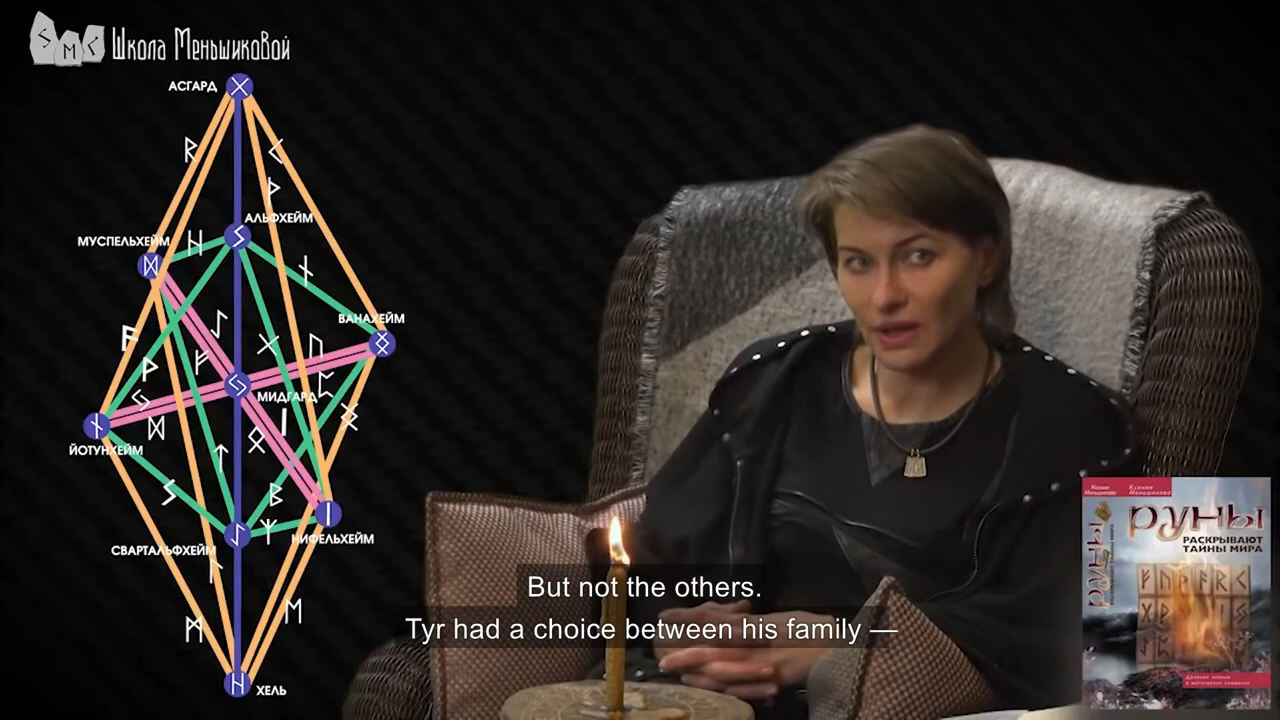 Школа Меньшиковой
АСГАРД
АЛЬФХЕЙМ
МУСПЕЛЬХЕЙМ
ВАНАХЕЙМ
МИДГАРД
ЙОТУНХЕЙМ
НИФЕЛЬХЕЙМ
СВАРТАЛЬФХЕЙМ
ХЕЛЬ
But not the others.
Tyr had a choice between his family —
Ксения
Меньшикова
РУНЫ
РАСКРЫВАЮТ
ТАЙНЫ МИРА